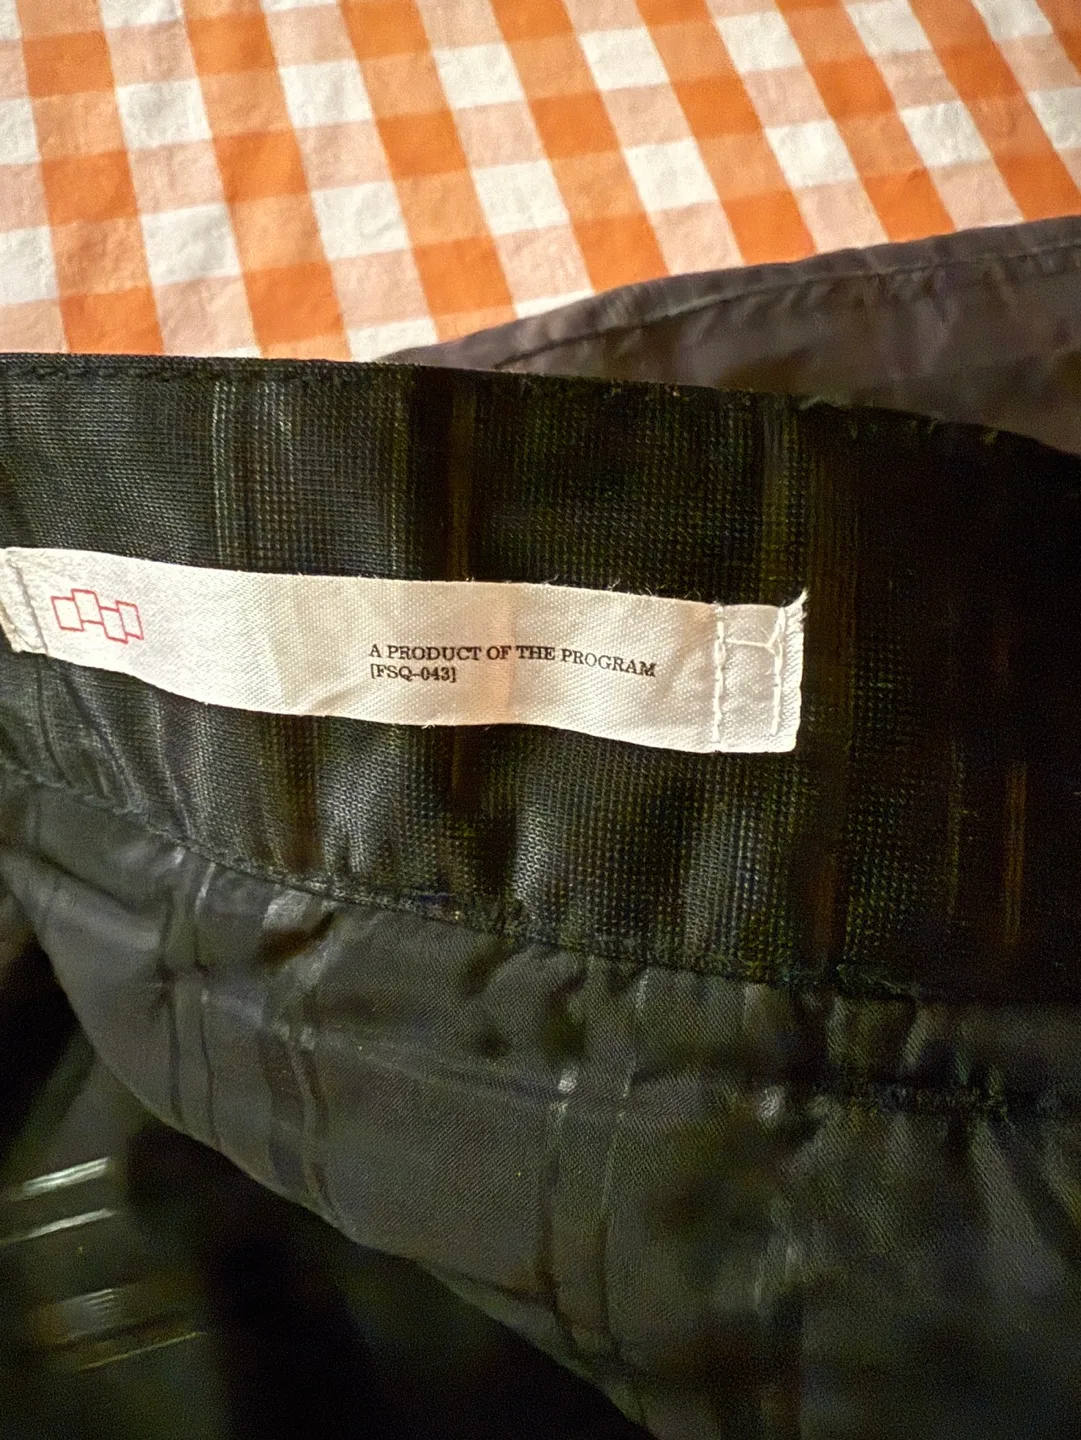 A PRODUCT OF THE PROGRAM
[FSQ-043]